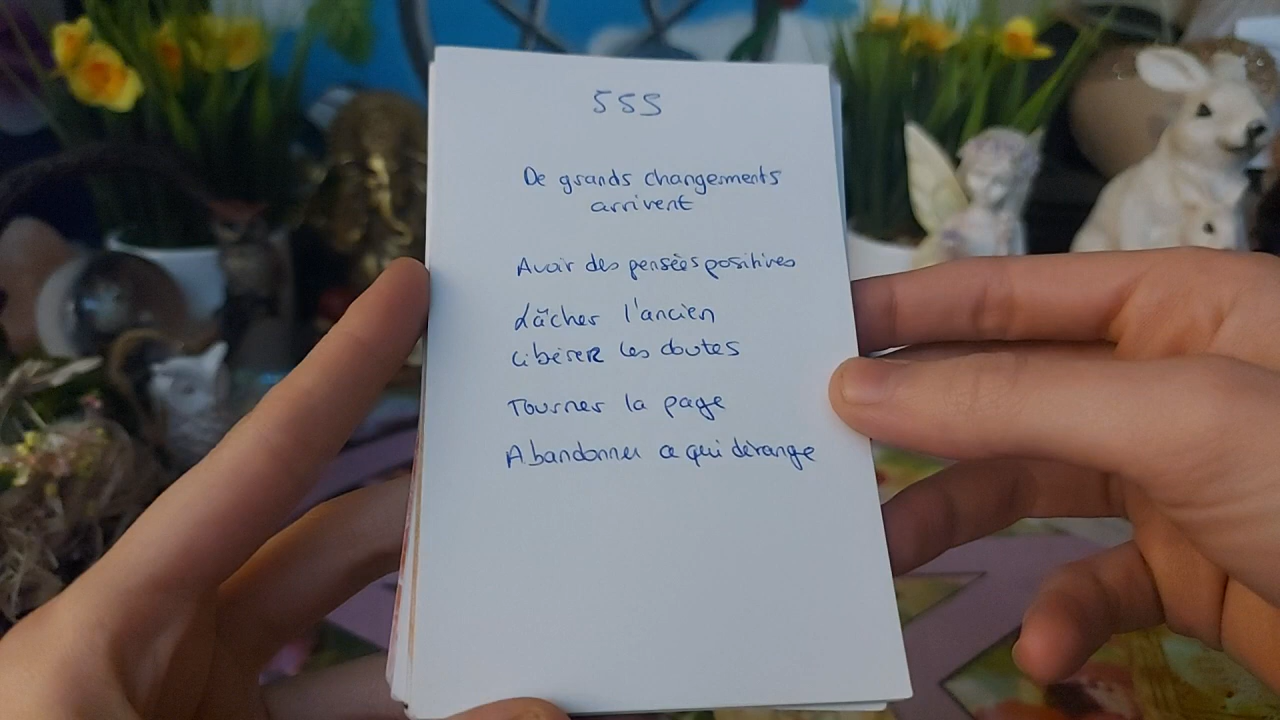 555
De grands changements
arrivent
Avoir des pensées positives
Lâcher l'ancien
Libérer les doutes
Tourner la page
Abandonner ce qui dérange